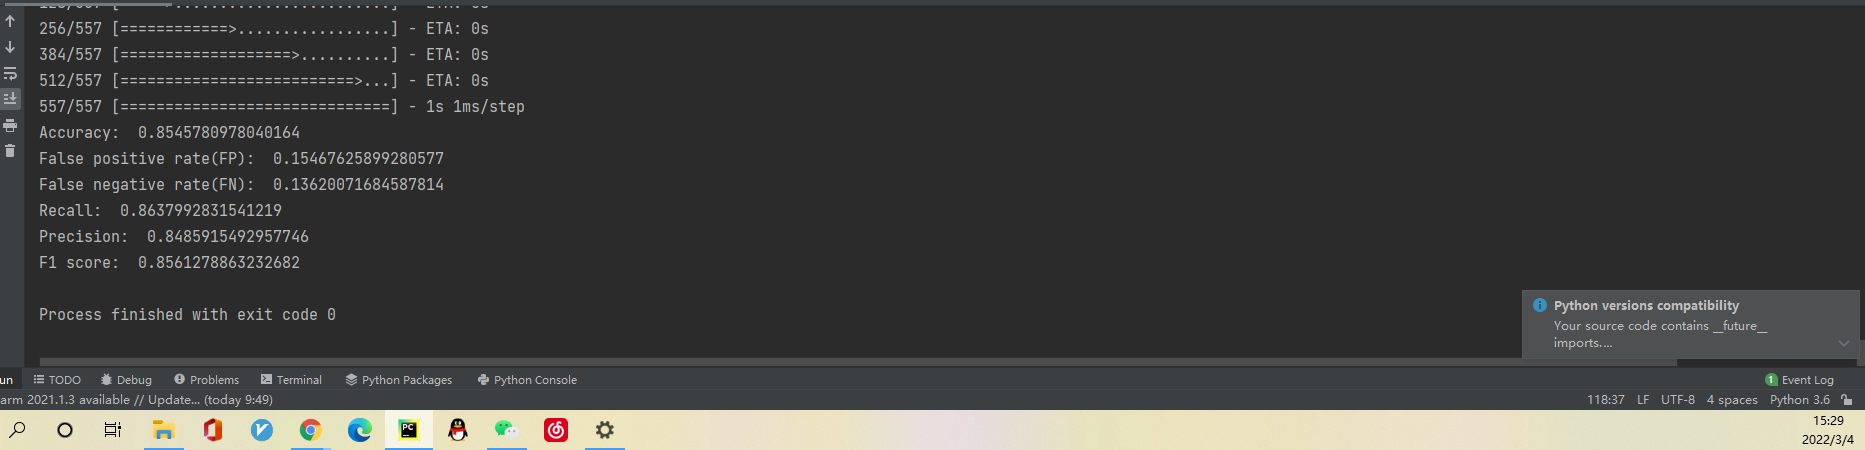 256/557 [============>.................] - ETA: 0s
384/557 [===================>..........] - ETA: 0s
512/557 [==========================>...] - ETA: 0s
557/557 [==============================] - 1s 1ms/step
Accuracy:  0.8545780978040164
False positive rate(FP):  0.15467625899280577
False negative rate(FN):  0.13620071684587814
Recall:  0.8637992831541219
Precision:  0.8485915492957746
F1 score:  0.8561278863232682
Process finished with exit code 0
Python versions compatibility
Your source code contains __future__
imports....
un TODO Debug Problems Terminal Python Packages Python Console 1 Event Log
arm 2021.1.3 available // Update... (today 9:49) 118:37 LF UTF-8 4 spaces Python 3.6
PC
15:29
2022/3/4